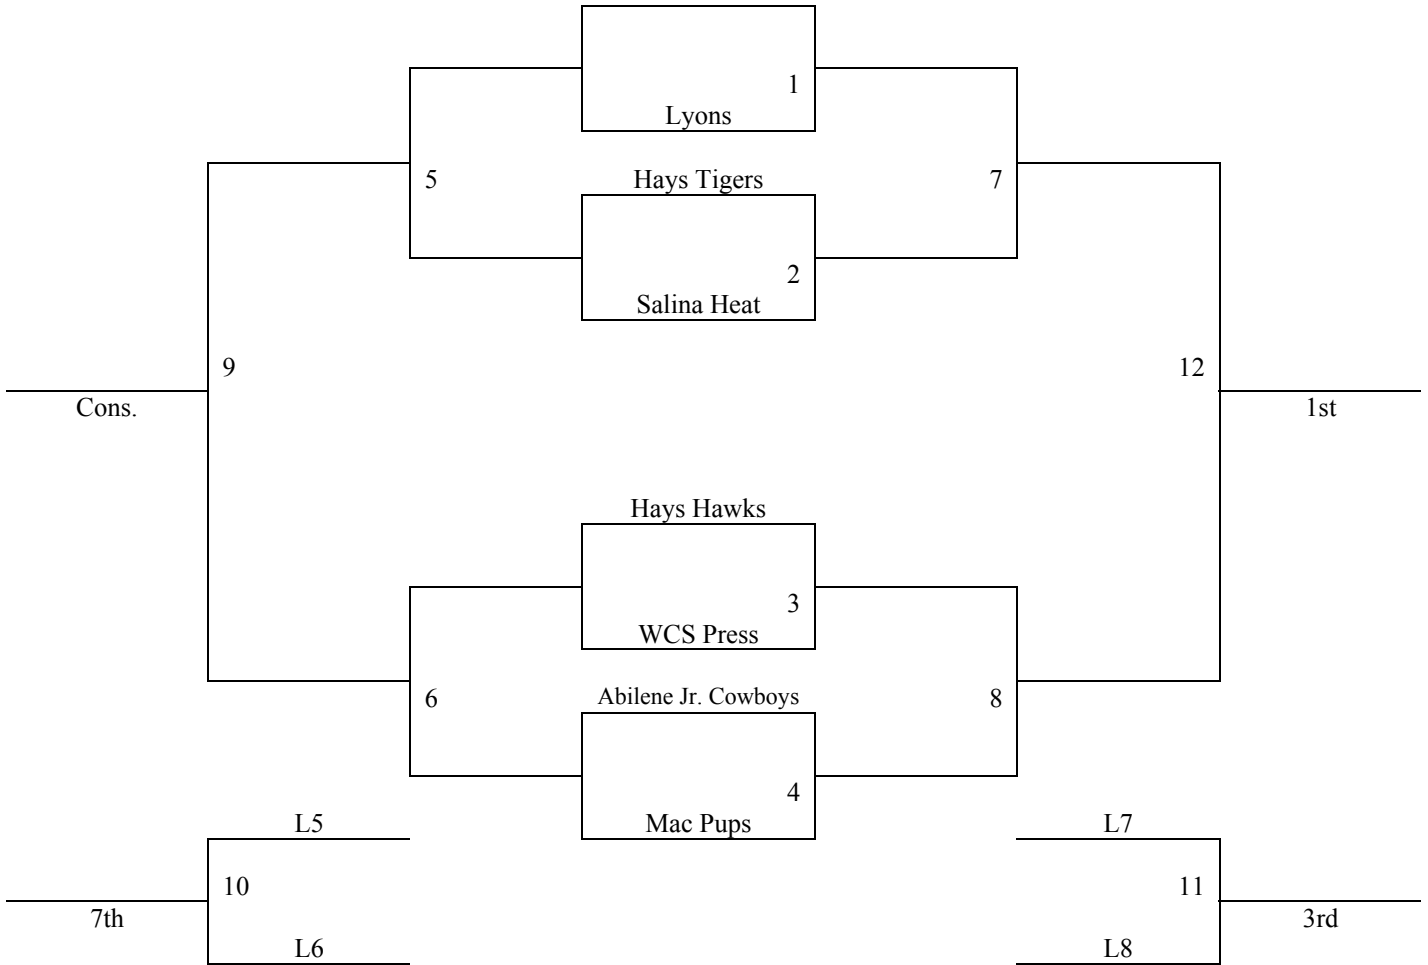 1
Lyons
5
Hays Tigers
7
2
Salina Heat
9
12
Cons.
1st
Hays Hawks
3
WCS Press
6
Abilene Jr. Cowboys
8
4
L5
Mac Pups
L7
10
11
7th
3rd
L6
L8